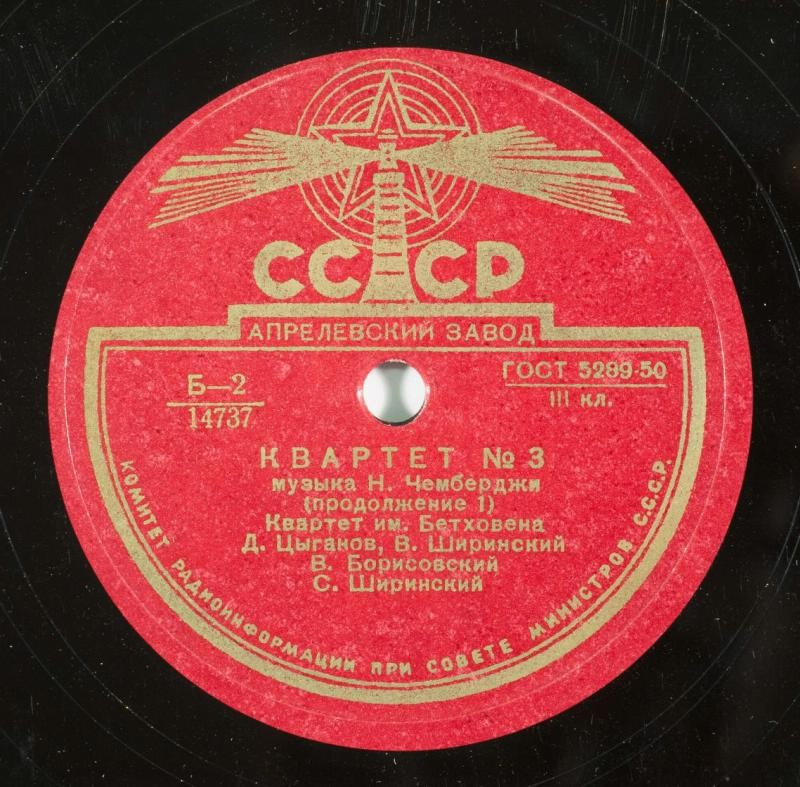 СССР
АПРЕЛЕВСКИЙ ЗАВОД
Б—2
14737
ГОСТ 5289-50
III кл.
КВАРТЕТ № 3
музыка Н. Чемберджи
(продолжение 1)
Квартет им. Бетховена
Д. Цыганов, В. Ширинский
В. Борисовский
С. Ширинский
КОМИТЕТ РАДИОИНФОРМАЦИИ ПРИ СОВЕТЕ МИНИСТРОВ С.С.С.Р.